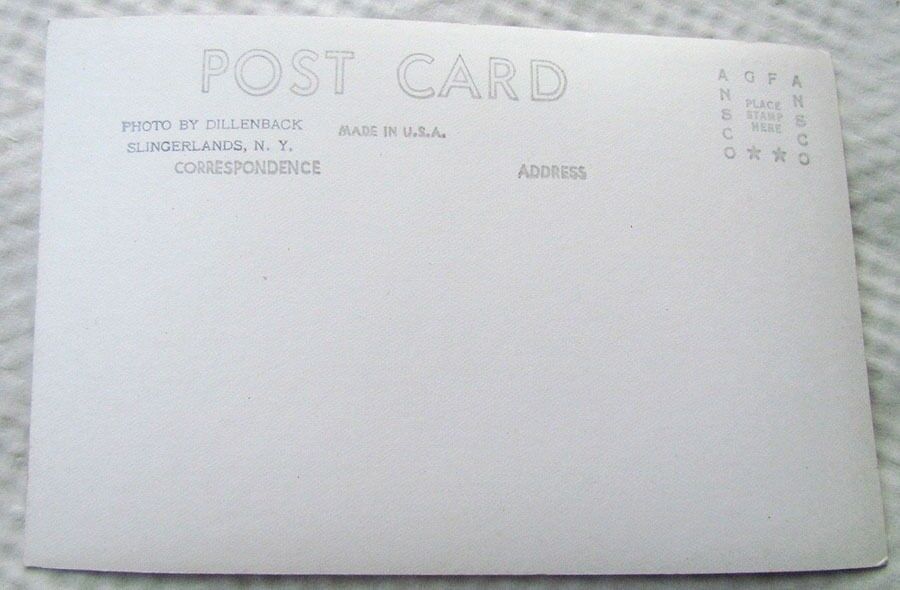 POST CARD
PHOTO BY DILLENBACK
SLINGERLANDS, N. Y.
MADE IN U.S.A.
CORRESPONDENCE
ADDRESS
AGFA
ANSCO
ANSCO
PLACE
STAMP
HERE